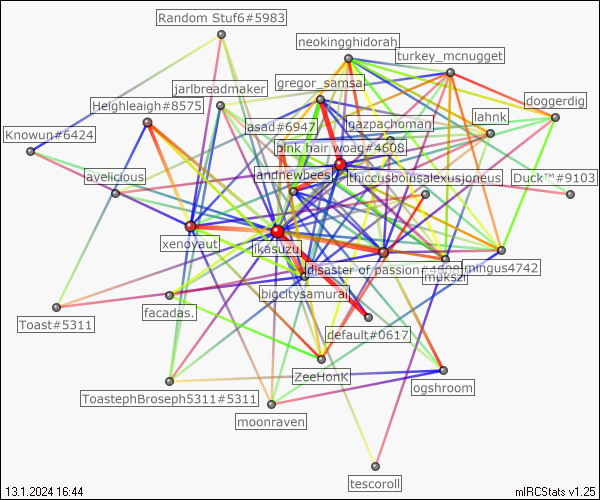 Random Stuf6#5983
neokingghidorah
turkey_mcnugget
jarlbreadmaker
gregor_samsa
Heighleaigh#8575
doggerdig
lahnk
gazpachoman
asad#6947
Knowun#6424
pink hair woag#4608
landnewbees
thiccusboiusalexusjoneus
Duck™#9103
ayelicious
xenoyaut
ikasuzu
disaster of passion#4608
mingus4742
mukszi
bigcitysamurai
facadas.
Toast#5311
default#0617
ZeeHonK
ogshroom
ToastephBroseph5311#5311
moonraven
tescoroll
13.1.2024 16:44
mIRCStats v1.25